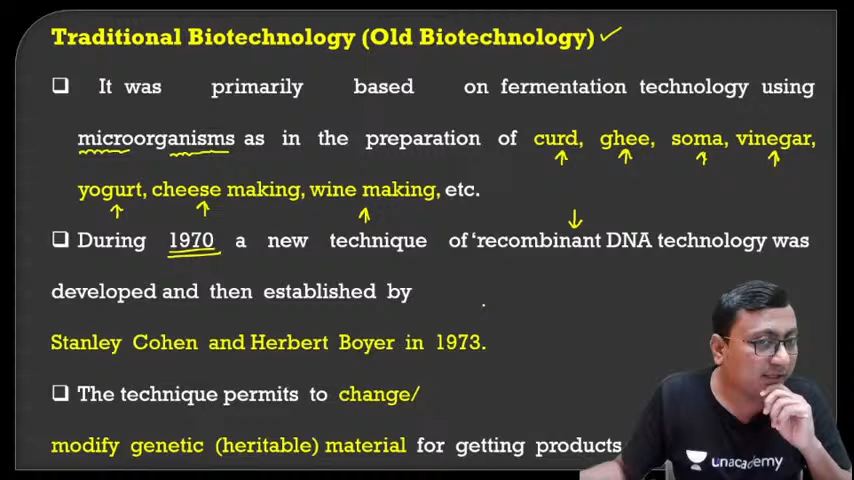 Traditional Biotechnology (Old Biotechnology)
❑ It was primarily based on fermentation technology using
microorganisms as in the preparation of curd, ghee, soma, vinegar,
yogurt, cheese making, wine making, etc.
❑ During 1970 a new technique of ‘recombinant DNA technology was
developed and then established by
Stanley Cohen and Herbert Boyer in 1973.
❑ The technique permits to change/
modify genetic (heritable) material for getting products
unacademy